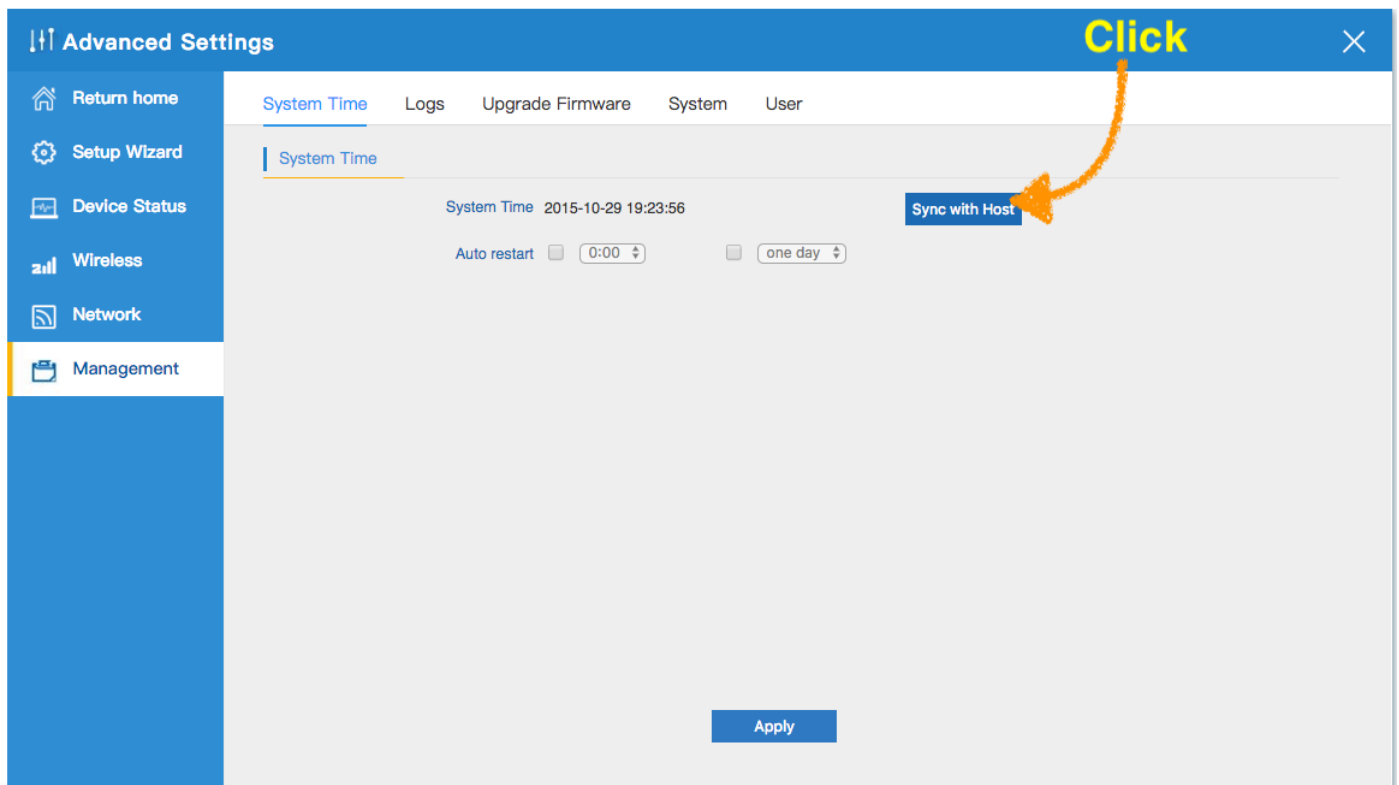 Advanced Settings
Click
Return home
Setup Wizard
Device Status
Wireless
Network
Management
System Time Logs Upgrade Firmware System User
System Time
System Time 2015-10-29 19:23:56 Sync with Host
Auto restart 0:00 one day
Apply